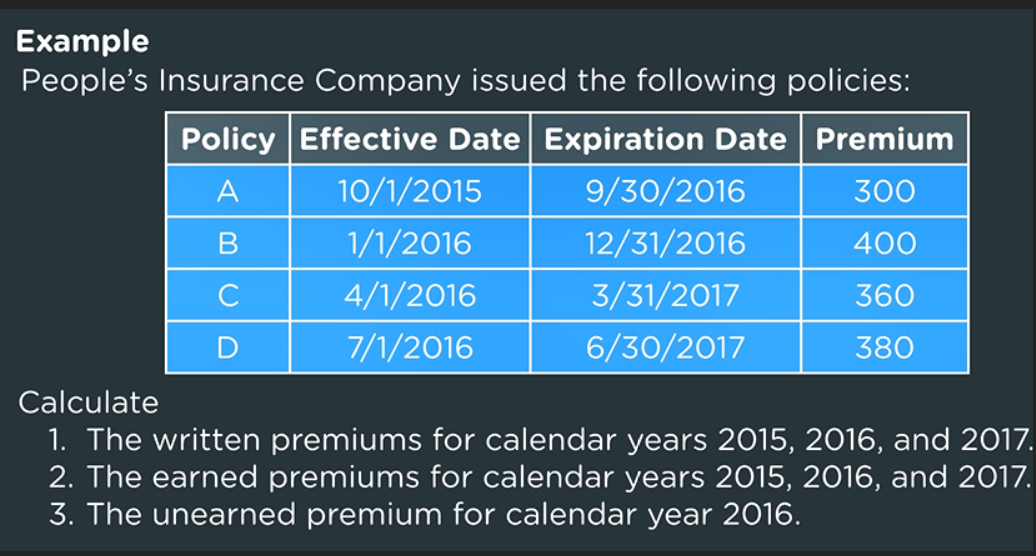 Example
People's Insurance Company issued the following policies:
Policy Effective Date Expiration Date Premium
A 10/1/2015 9/30/2016 300
B 1/1/2016 12/31/2016 400
C 4/1/2016 3/31/2017 360
D 7/1/2016 6/30/2017 380
Calculate
1. The written premiums for calendar years 2015, 2016, and 2017.
2. The earned premiums for calendar years 2015, 2016, and 2017.
3. The unearned premium for calendar year 2016.